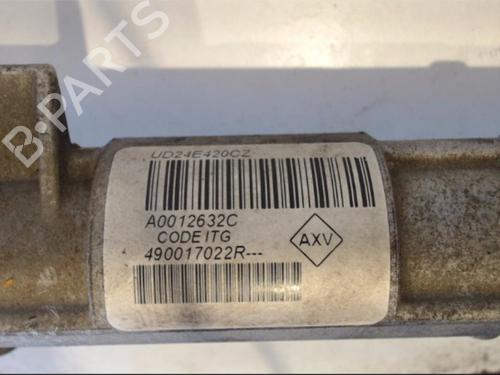 B-PARTS
UD24E420CZ
A0012632C
CODE ITG
AXV
490017022R---